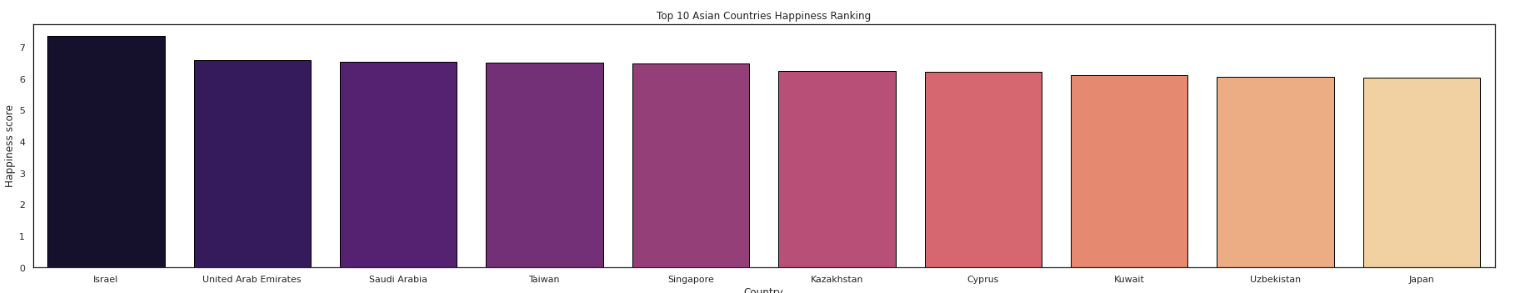 Top 10 Asian Countries Happiness Ranking
Happiness score
7
6
5
4
3
2
1
0
Israel United Arab Emirates Saudi Arabia Taiwan Singapore Kazakhstan Cyprus Kuwait Uzbekistan Japan
Country